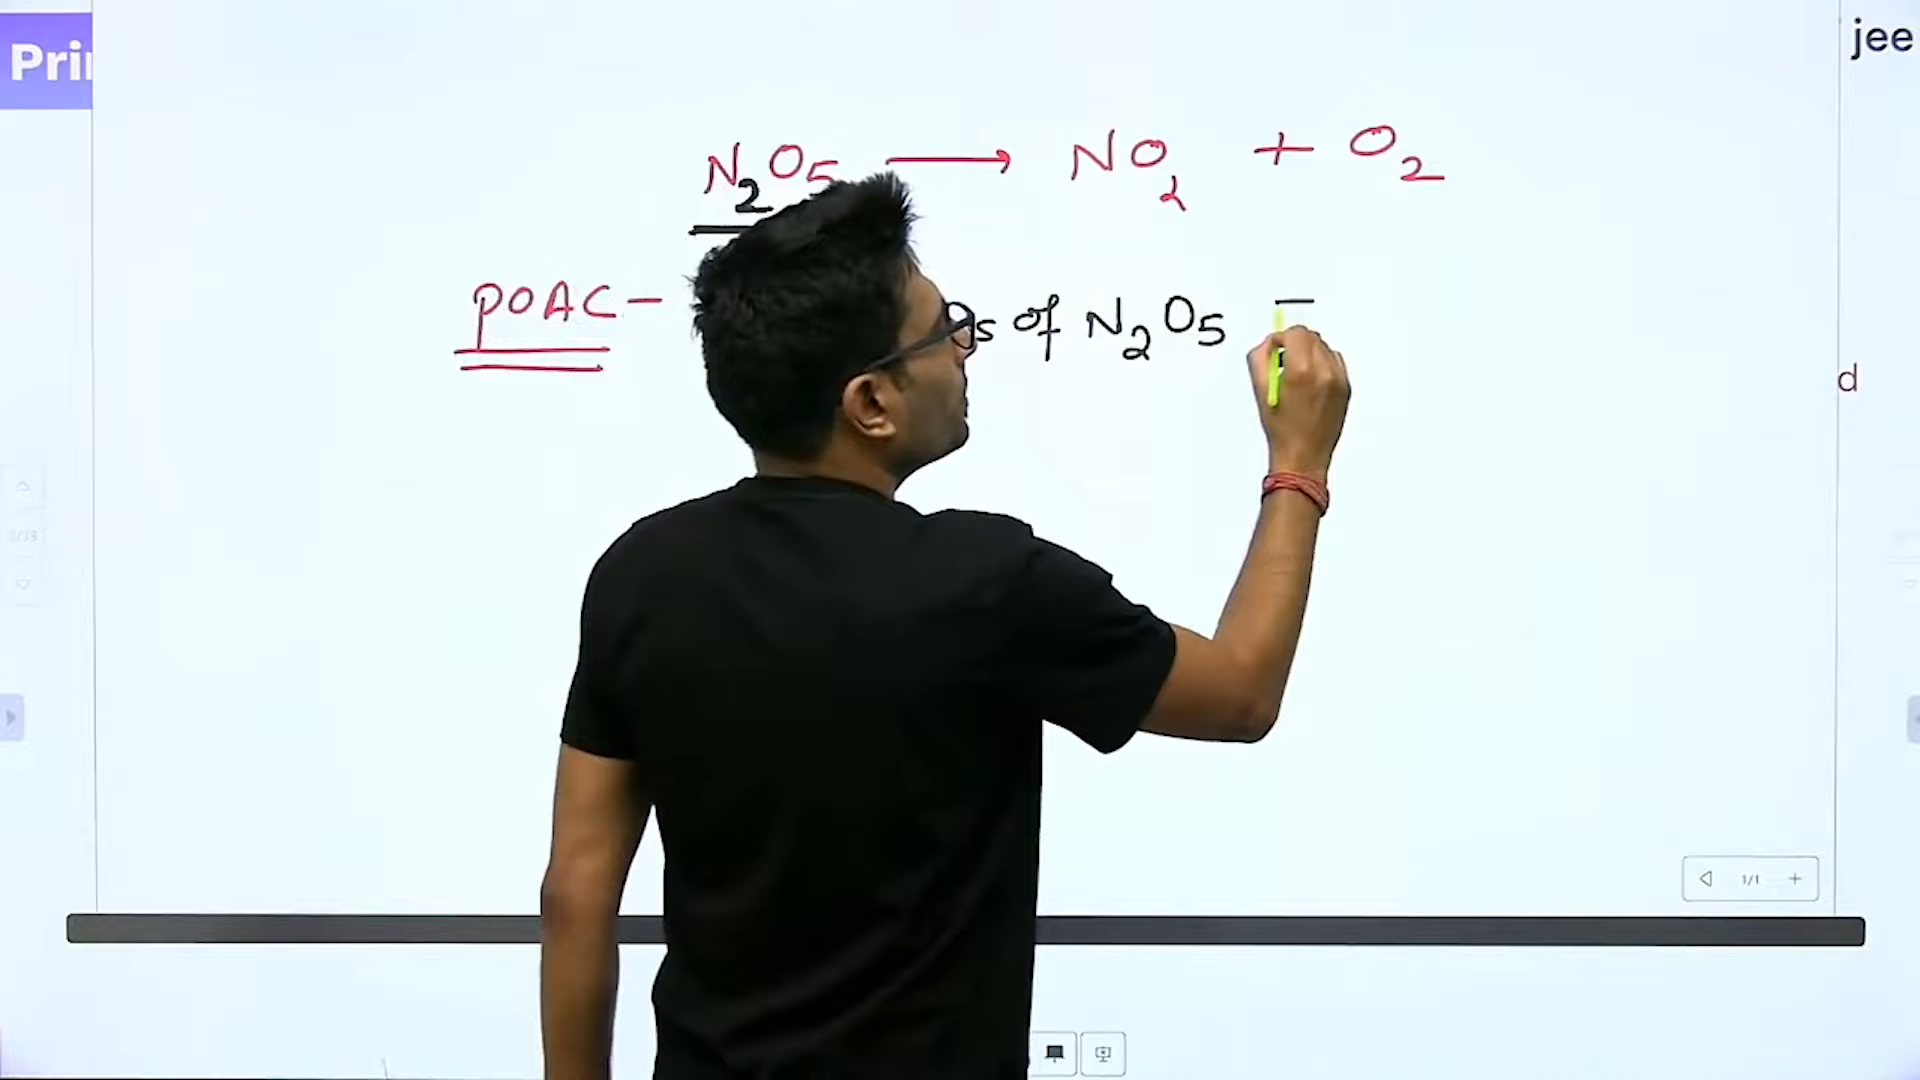 Pri
jee
N2O5 ⟶ NO2 + O2
POAC - s of N2O5 =
d
1/1 +